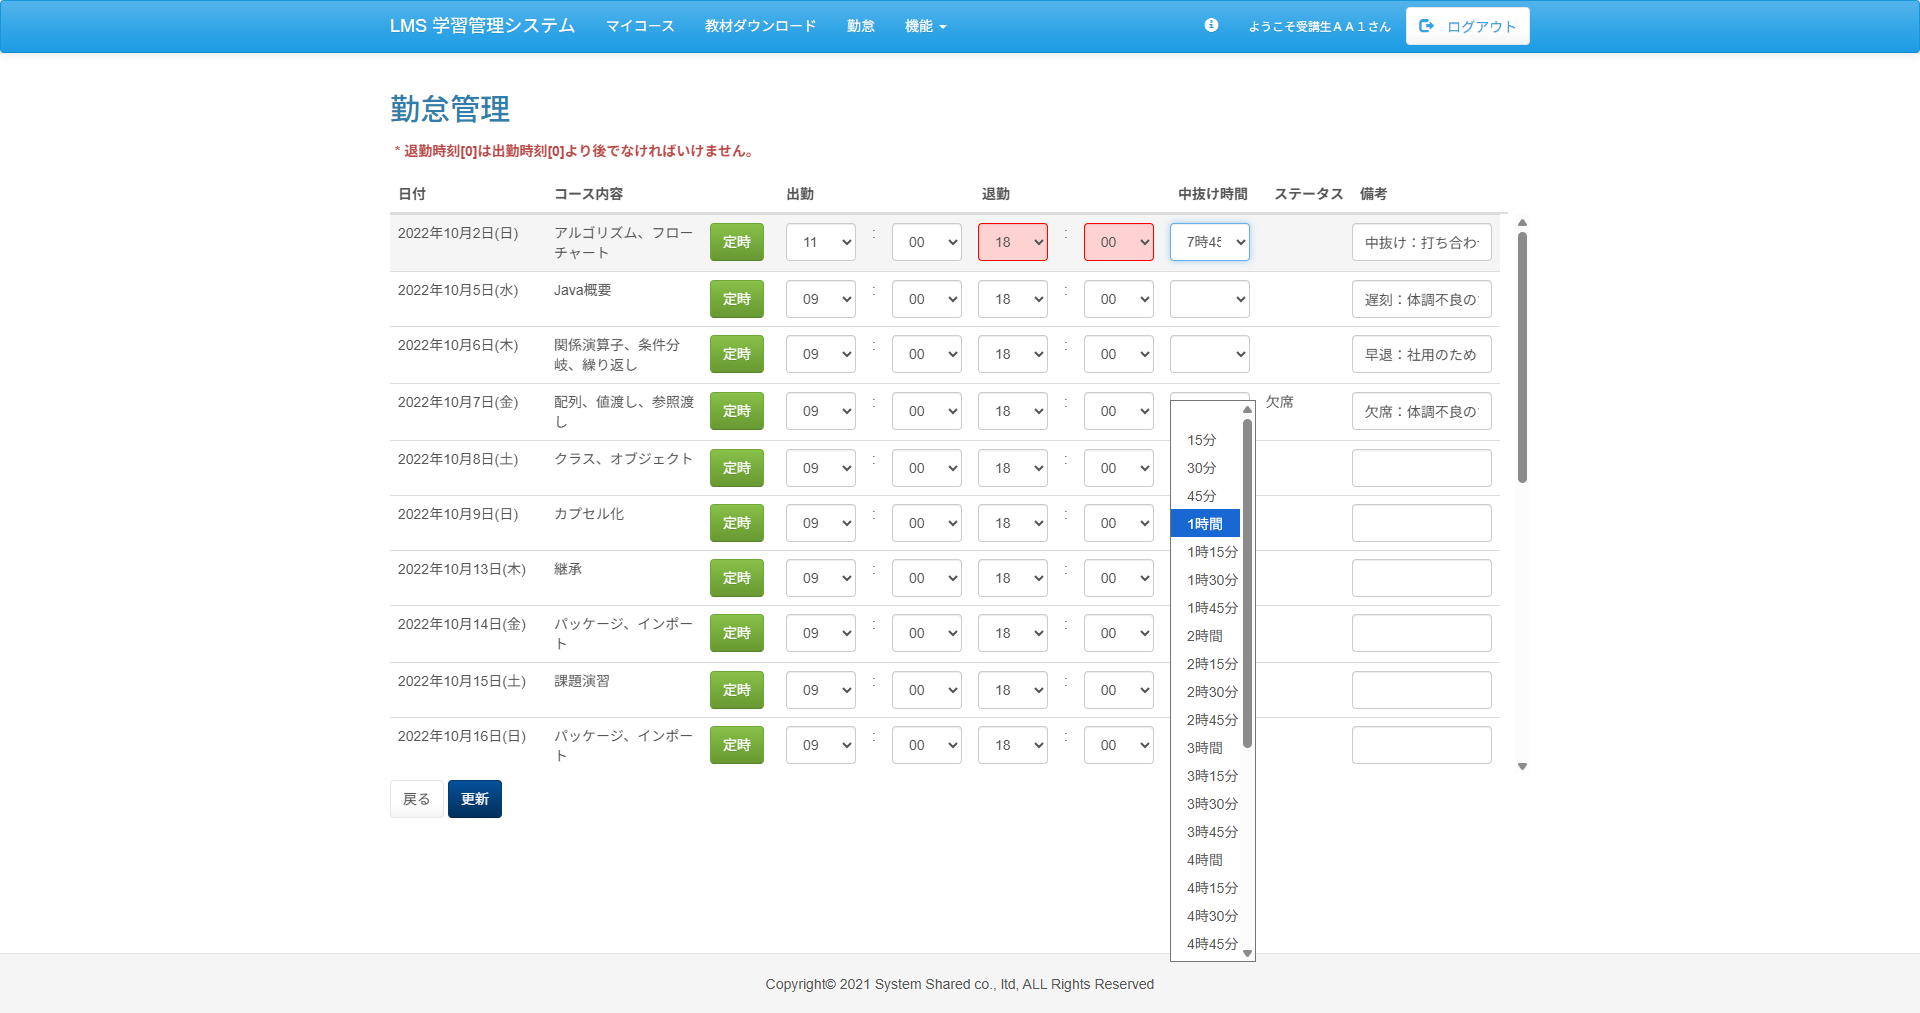 LMS 学習管理システム マイコース 教材ダウンロード 勤怠 機能 ようこそ受講生ＡＡ１さん ログアウト
勤怠管理
* 退勤時刻[0]は出勤時刻[0]より後でなければいけません。
日付 コース内容 出勤 退勤 中抜け時間 ステータス 備考
2022年10月2日(日) アルゴリズム、フローチャート 定時 11 : 00 18 : 00 7時45 中抜け：打ち合わ
2022年10月5日(水) Java概要 定時 09 : 00 18 : 00 遅刻：体調不良の
2022年10月6日(木) 関係演算子、条件分岐、繰り返し 定時 09 : 00 18 : 00 早退：社用のため
2022年10月7日(金) 配列、値渡し、参照渡し 定時 09 : 00 18 : 00 欠席 欠席：体調不良の
2022年10月8日(土) クラス、オブジェクト 定時 09 : 00 18 : 00
2022年10月9日(日) カプセル化 定時 09 : 00 18 : 00
2022年10月13日(木) 継承 定時 09 : 00 18 : 00
2022年10月14日(金) パッケージ、インポート 定時 09 : 00 18 : 00
2022年10月15日(土) 課題演習 定時 09 : 00 18 : 00
2022年10月16日(日) パッケージ、インポート 定時 09 : 00 18 : 00
15分
30分
45分
1時間
1時15分
1時30分
1時45分
2時間
2時15分
2時30分
2時45分
3時間
3時15分
3時30分
3時45分
4時間
4時15分
4時30分
4時45分
戻る 更新
Copyright© 2021 System Shared co., ltd, ALL Rights Reserved